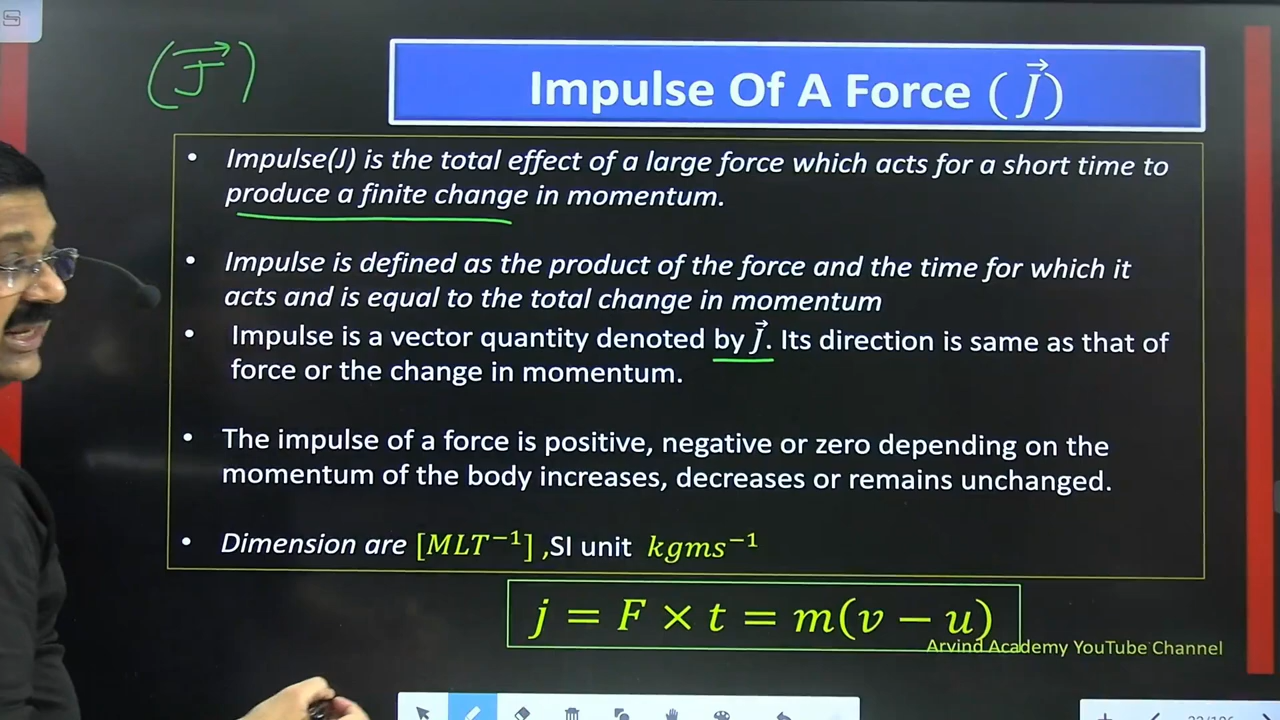 (J⃗)
Impulse Of A Force (J⃗)
• Impulse(J) is the total effect of a large force which acts for a short time to
produce a finite change in momentum.
• Impulse is defined as the product of the force and the time for which it
acts and is equal to the total change in momentum
• Impulse is a vector quantity denoted by J⃗. Its direction is same as that of
force or the change in momentum.
• The impulse of a force is positive, negative or zero depending on the
momentum of the body increases, decreases or remains unchanged.
• Dimension are [MLT⁻¹] ,SI unit kgms⁻¹
j = F × t = m(v − u)
Arvind Academy YouTube Channel